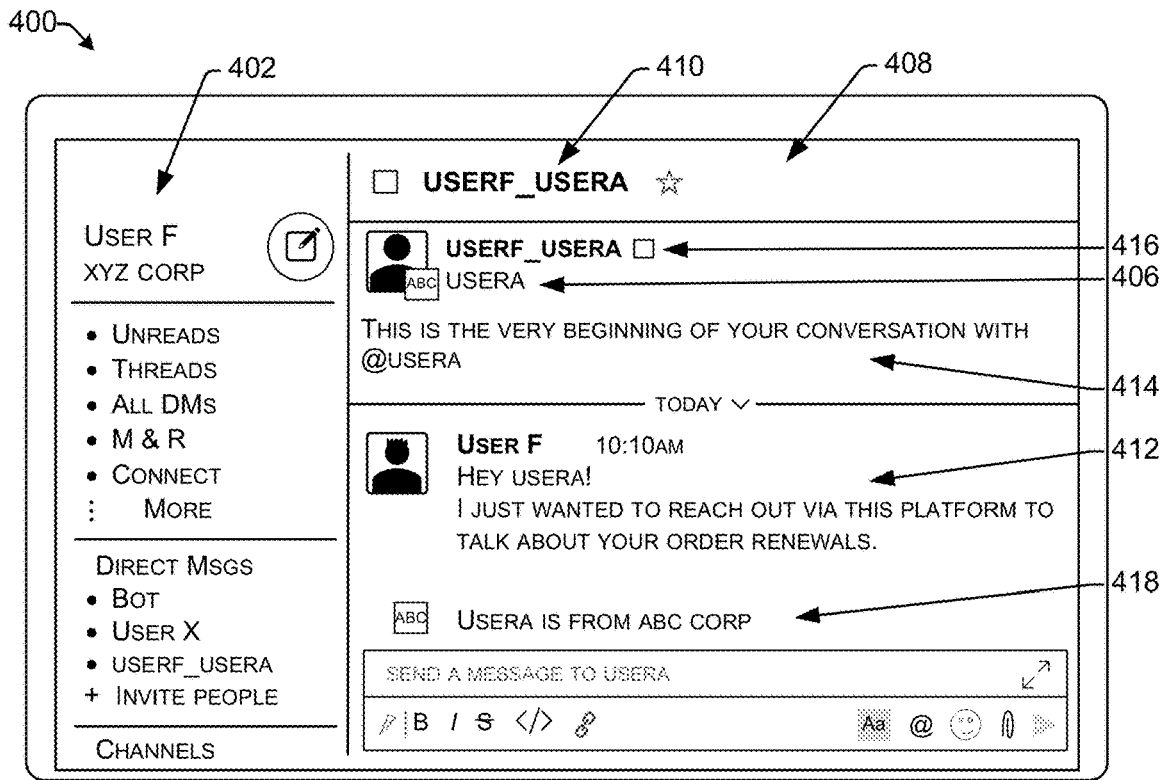 400
402
410
408
USERF_USERA
USER F
XYZ CORP
USERF_USERA
416
ABC
USERA
406
THIS IS THE VERY BEGINNING OF YOUR CONVERSATION WITH
@USERA
414
• UNREADS
• THREADS
• ALL DMS
• M & R
• CONNECT
⋮ MORE
TODAY
USER F 10:10AM
HEY USERA!
412
I JUST WANTED TO REACH OUT VIA THIS PLATFORM TO
TALK ABOUT YOUR ORDER RENEWALS.
DIRECT MSGS
• BOT
• USER X
• USERF_USERA
+ INVITE PEOPLE
CHANNELS
418
ABC USERA IS FROM ABC CORP
SEND A MESSAGE TO USERA
B I S </> Aa @